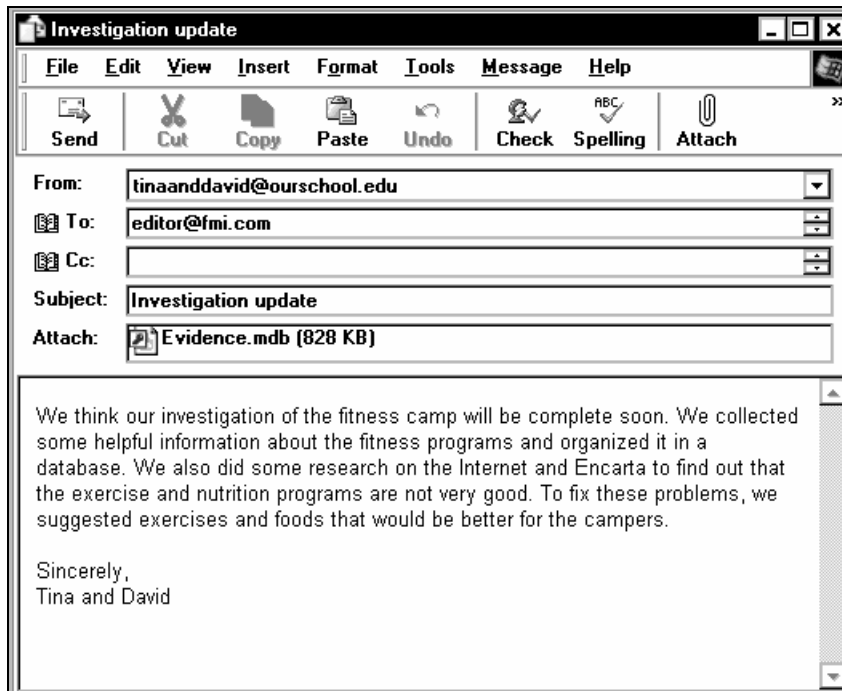 Investigation update
File Edit View Insert Format Tools Message Help
ABC
Send Cut Copy Paste Undo Check Spelling Attach
From: tinaanddavid@ourschool.edu
To: editor@fmi.com
Cc:
Subject: Investigation update
Attach: Evidence.mdb (828 KB)
We think our investigation of the fitness camp will be complete soon. We collected
some helpful information about the fitness programs and organized it in a
database. We also did some research on the Internet and Encarta to find out that
the exercise and nutrition programs are not very good. To fix these problems, we
suggested exercises and foods that would be better for the campers.
Sincerely,
Tina and David